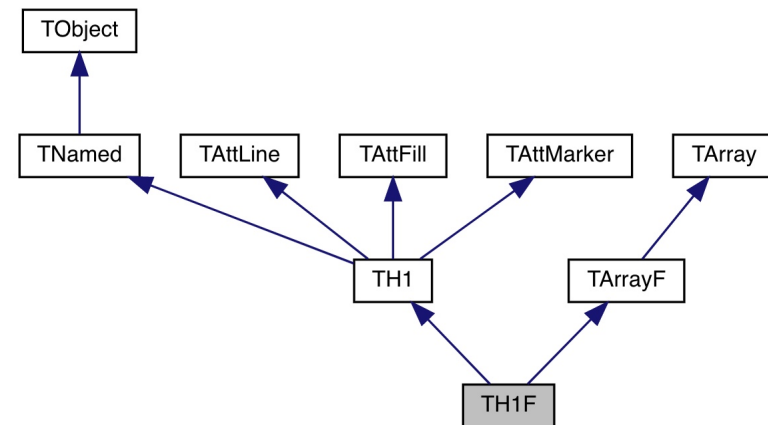 TObject
TNamed
TAttLine
TAttFill
TAttMarker
TArray
TH1
TArrayF
TH1F